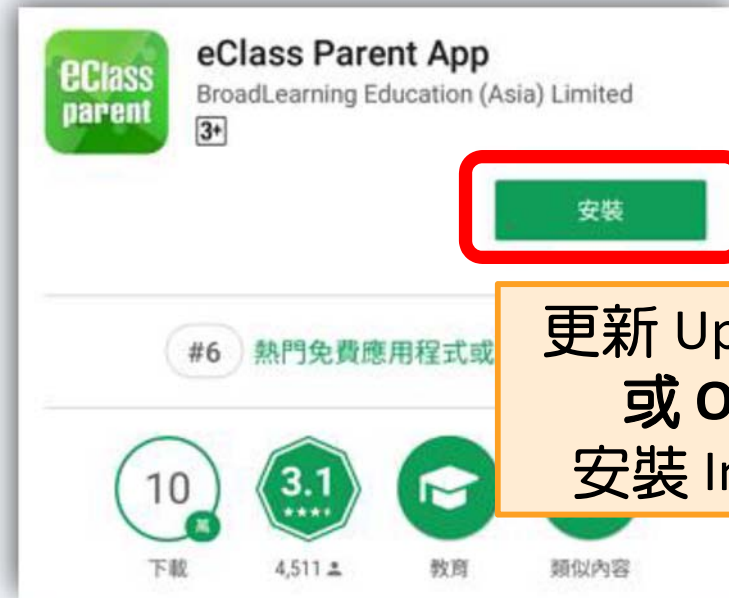 eClass
parent
eClass Parent App
BroadLearning Education (Asia) Limited
3+
安裝
#6 熱門免費應用程式或
更新
或
安裝
10
萬
下載
3.1
4,511
教育
類似內容